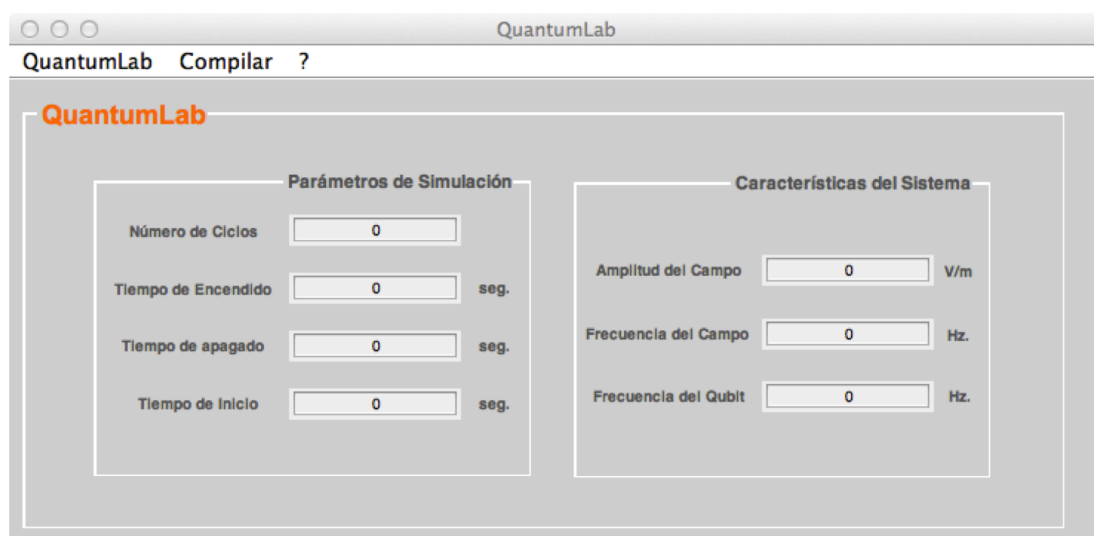 QuantumLab
QuantumLab Compilar ?
QuantumLab
Parámetros de Simulación
Número de Ciclos 0
Tiempo de Encendido 0 seg.
Tiempo de apagado 0 seg.
Tiempo de Inicio 0 seg.
Características del Sistema
Amplitud del Campo 0 V/m
Frecuencia del Campo 0 Hz.
Frecuencia del Qubit 0 Hz.